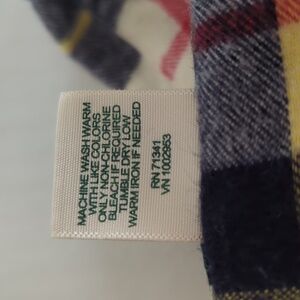 MACHINE WASH WARM
WITH LIKE COLORS
ONLY NON-CHLORINE
BLEACH IF REQUIRED
TUMBLE DRY LOW
WARM IRON IF NEEDED
RN 71341
VN 1002853